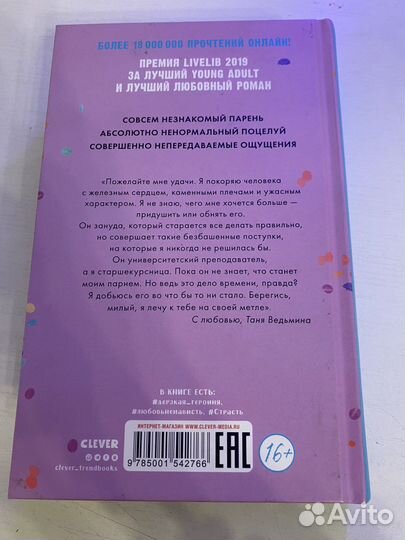 БОЛЕЕ 18 000 000 ПРОЧТЕНИЙ ОНЛАЙН!
ПРЕМИЯ LIVELIB 2019
ЗА ЛУЧШИЙ YOUNG ADULT
И ЛУЧШИЙ ЛЮБОВНЫЙ РОМАН
СОВСЕМ НЕЗНАКОМЫЙ ПАРЕНЬ
АБСОЛЮТНО НЕНОРМАЛЬНЫЙ ПОЦЕЛУЙ
СОВЕРШЕННО НЕПЕРЕДАВАЕМЫЕ ОЩУЩЕНИЯ
«Пожелайте мне удачи. Я покоряю человека
с железным сердцем, каменными плечами и ужасным
характером. Я не знаю, чего мне хочется больше —
придушить или обнять его.
Он зануда, который старается все делать правильно,
но совершает такие безбашенные поступки,
на которые я никогда не решилась бы.
Он университетский преподаватель,
а я старшекурсница. Пока он не знает, что станет
моим парнем. Но ведь это дело времени, правда?
Я добьюсь его во что бы то ни стало. Берегись,
милый, я лечу к тебе на своей метле».
С любовью, Таня Ведьмина
В КНИГЕ ЕСТЬ:
#дерзкая_героиня,
#любовьненависть, #Страсть
ИНТЕРНЕТ-МАГАЗИН WWW.CLEVER-MEDIA.RU
CLEVER
clever_trendbooks
9 785001 542766
EAC
16+
Avito